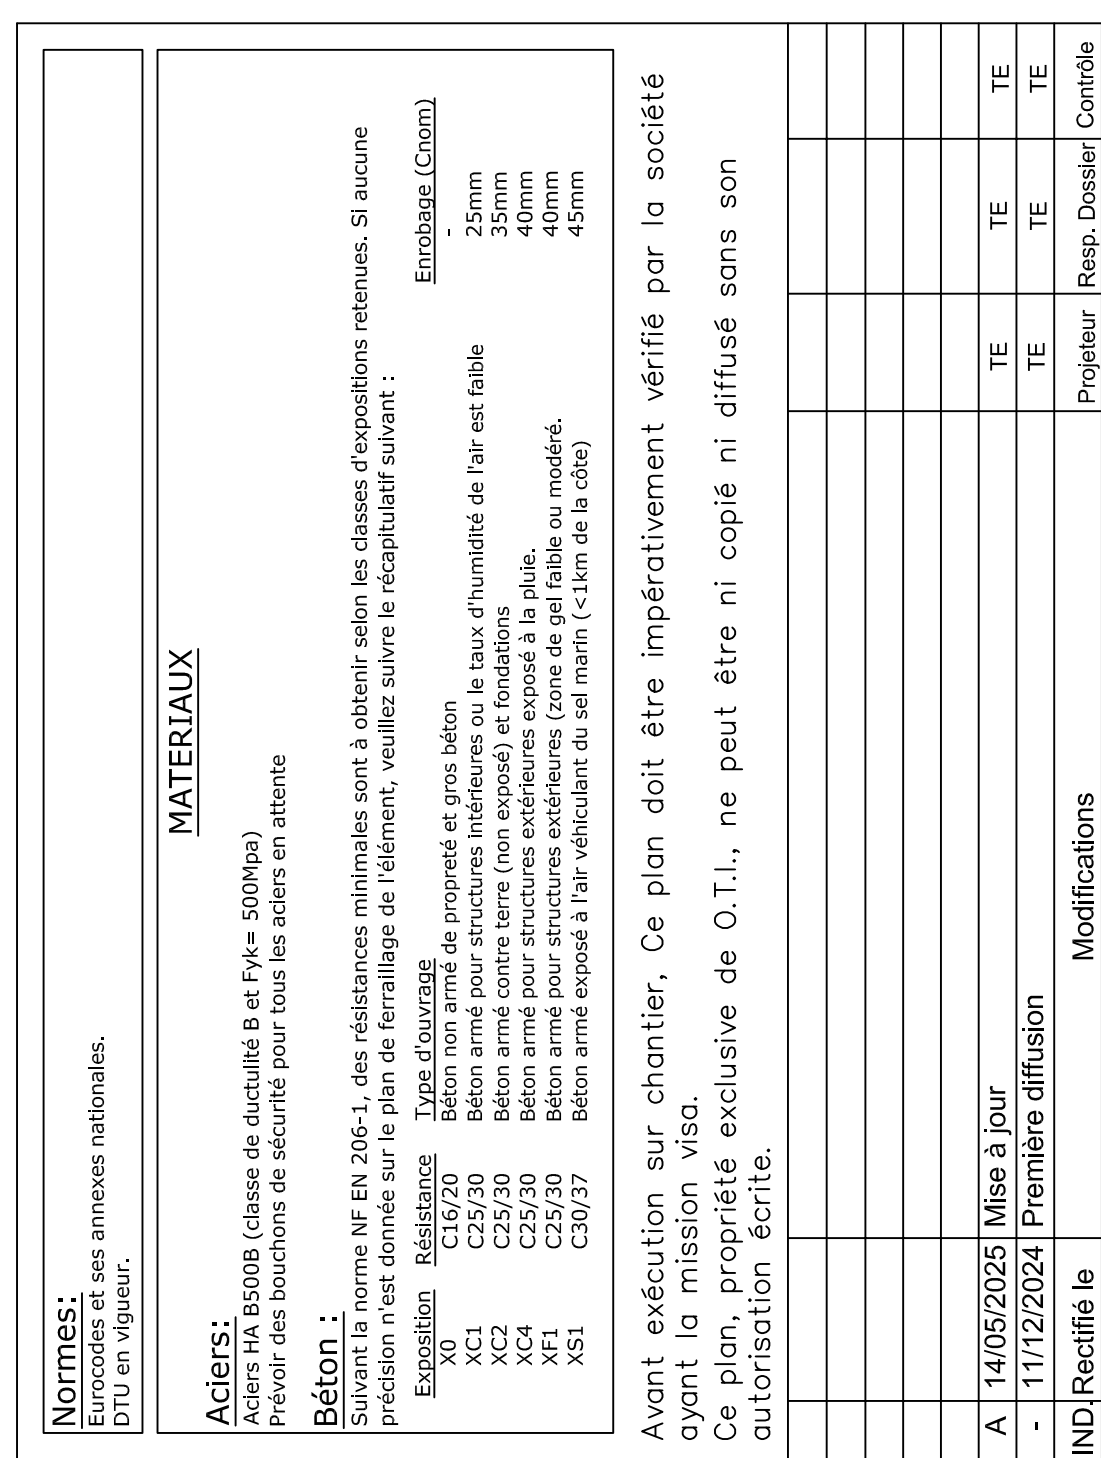 Normes:
Eurocodes et ses annexes nationales.
DTU en vigueur.
MATERIAUX
Aciers:
Aciers HA B500B (classe de ductulité B et Fyk= 500Mpa)
Prévoir des bouchons de sécurité pour tous les aciers en attente
Béton :
Suivant la norme NF EN 206-1, des résistances minimales sont à obtenir selon les classes d'expositions retenues. Si aucune
précision n'est donnée sur le plan de ferraillage de l'élément, veuillez suivre le récapitulatif suivant :
Exposition Résistance Type d'ouvrage Enrobage (Cnom)
X0 C16/20 Béton non armé de propreté et gros béton -
XC1 C25/30 Béton armé pour structures intérieures ou le taux d'humidité de l'air est faible 25mm
XC2 C25/30 Béton armé contre terre (non exposé) et fondations 35mm
XC4 C25/30 Béton armé pour structures extérieures exposé à la pluie. 40mm
XF1 C25/30 Béton armé pour structures extérieures (zone de gel faible ou modéré. 40mm
XS1 C30/37 Béton armé exposé à l'air véhiculant du sel marin (<1km de la côte) 45mm
Avant exécution sur chantier, Ce plan doit être impérativement vérifié par la société
ayant la mission visa.
Ce plan, propriété exclusive de O.T.I., ne peut être ni copié ni diffusé sans son
autorisation écrite.
A 14/05/2025 Mise à jour TE TE TE
- 11/12/2024 Première diffusion TE TE TE
IND. Rectifié le Modifications Projeteur Resp. Dossier Contrôle